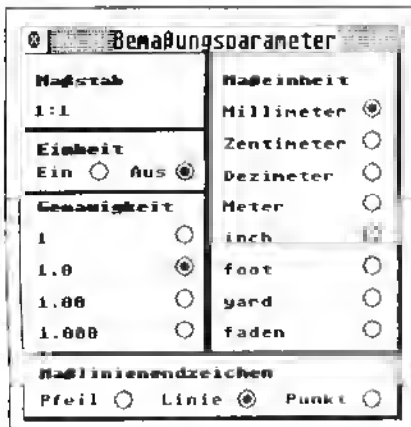 Bemaßungsparameter
Maßstab
1:1
Einheit
Ein Aus
Genauigkeit
1
1.0
1.00
1.000
Maßeinheit
Millimeter
Zentimeter
Dezimeter
Meter
inch
foot
yard
faden
Maßlinienendzeichen
Pfeil Linie Punkt